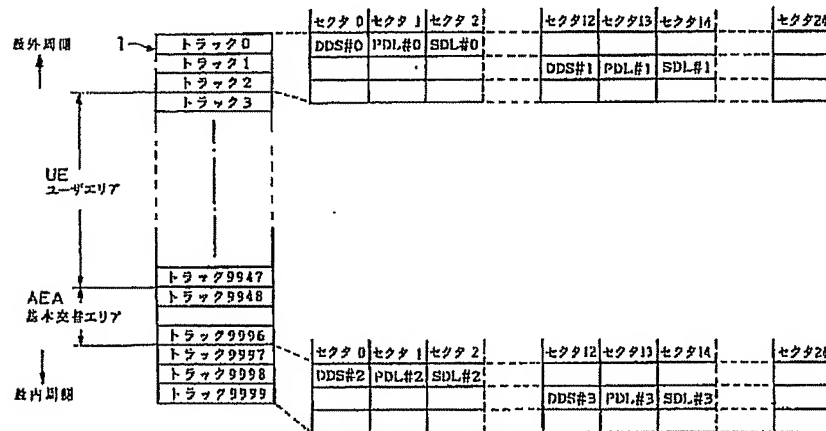 セクタ 0 セクタ 1 セクタ 2 セクタ12 セクタ13 セクタ14 セクタ24
最外周側
1
トラック0
DDS#0 PDL#0 SDL#0
トラック1
DDS#1 PDL#1 SDL#1
トラック2
トラック3
UE
ユーザエリア
トラック9947
AEA
基本交替エリア
トラック9948
トラック9996
セクタ 0 セクタ 1 セクタ 2 セクタ12 セクタ13 セクタ14 セクタ24
トラック9997
DDS#2 PDL#2 SDL#2
トラック9998
最内周側
トラック9999
DDS#3 PDL#3 SDL#3